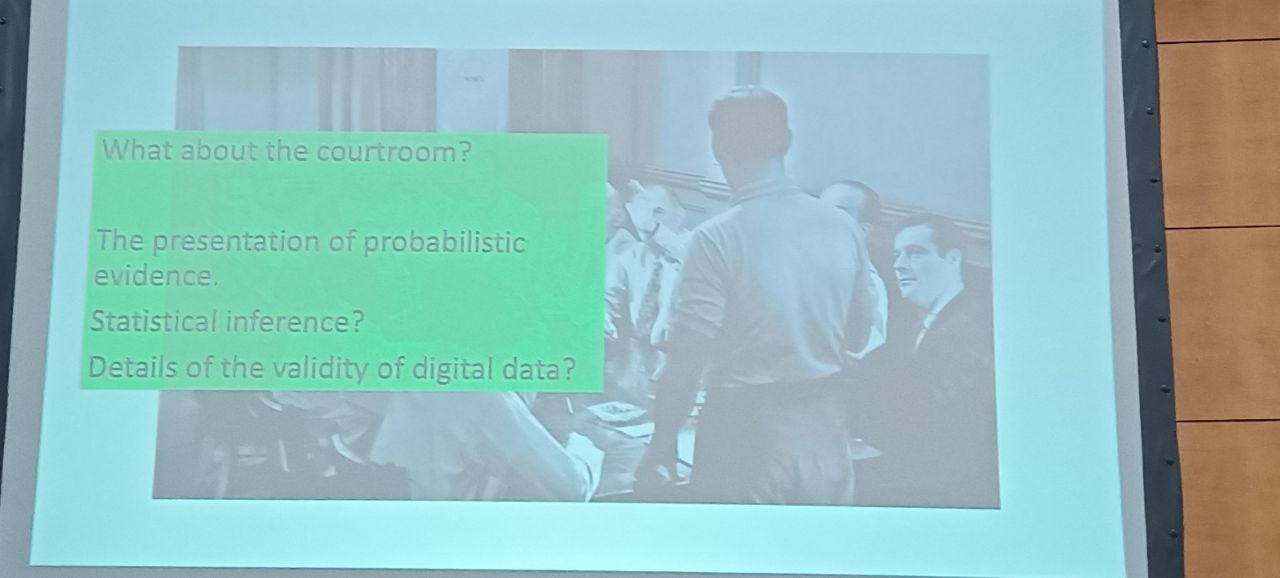 What about the courtroom?
The presentation of probabilistic
evidence.
Statistical inference?
Details of the validity of digital data?